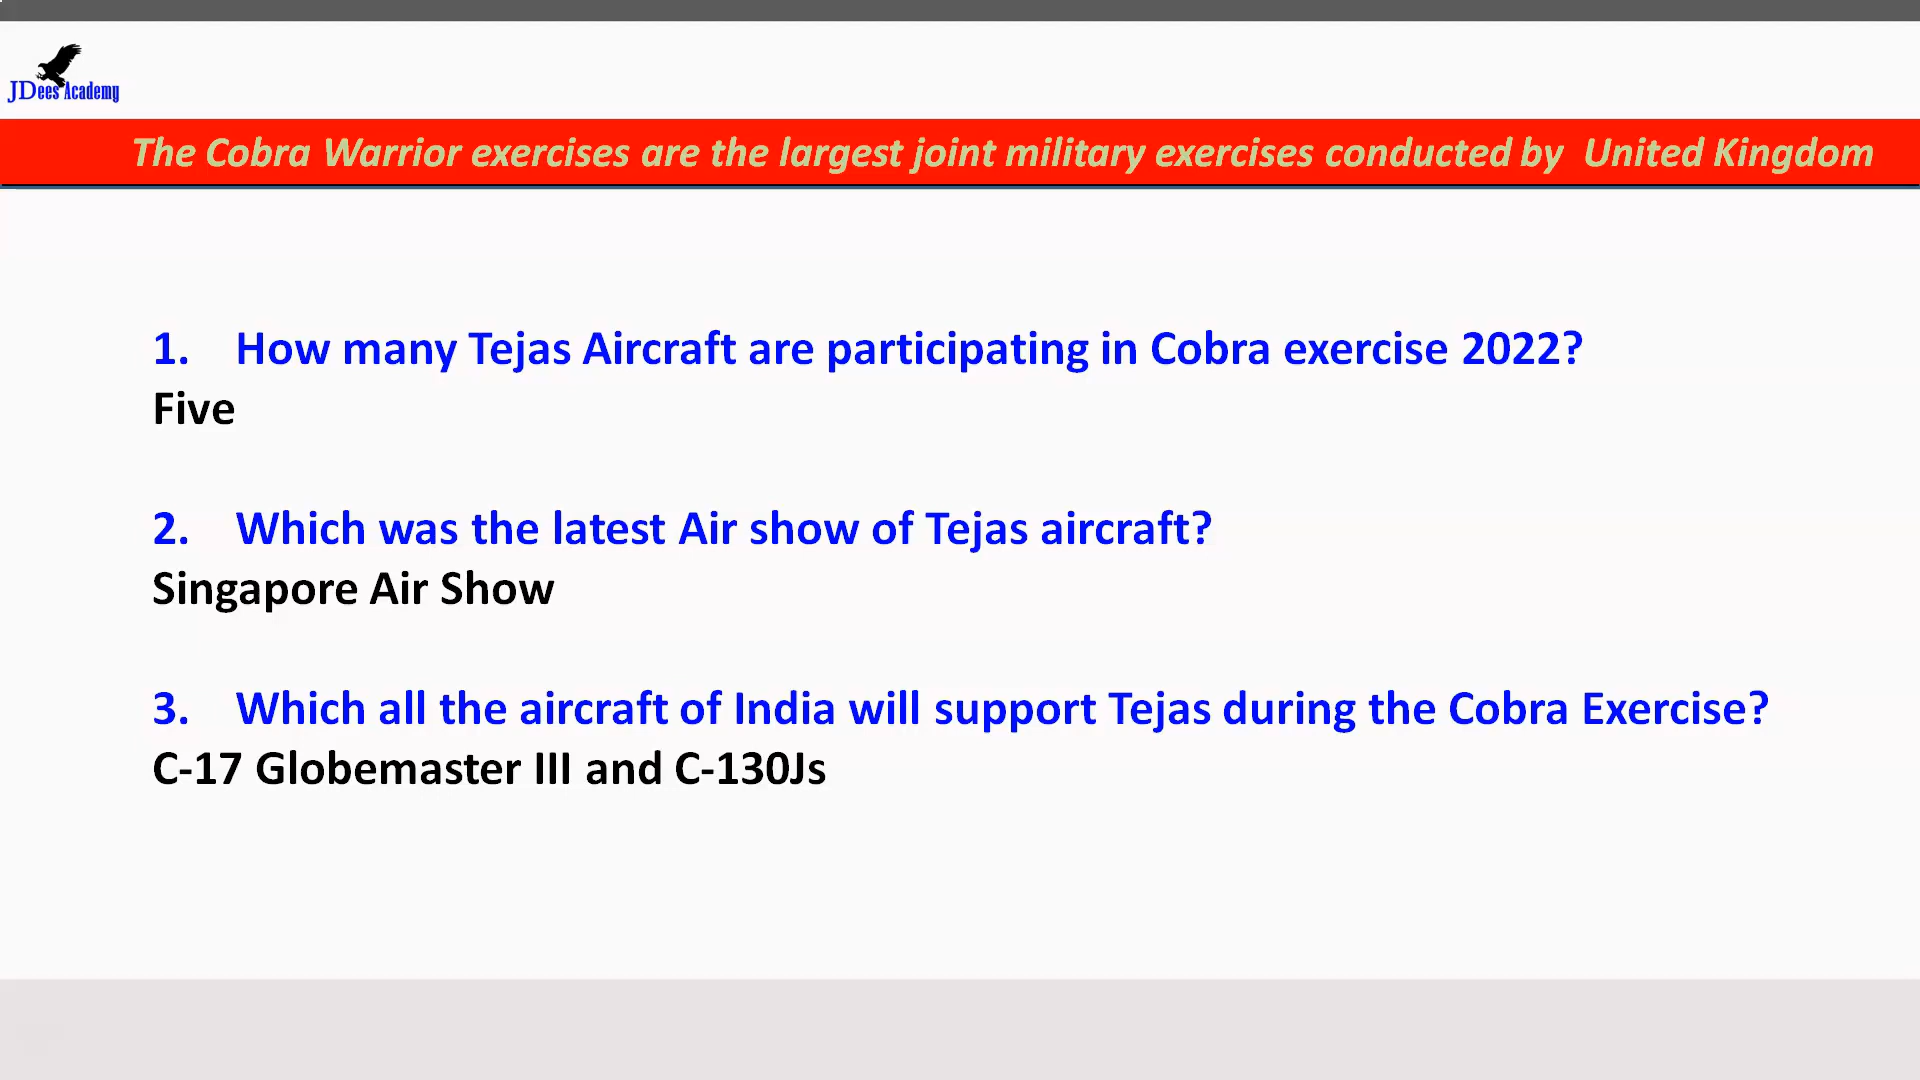 JDees Academy
The Cobra Warrior exercises are the largest joint military exercises conducted by United Kingdom
1. How many Tejas Aircraft are participating in Cobra exercise 2022?
Five
2. Which was the latest Air show of Tejas aircraft?
Singapore Air Show
3. Which all the aircraft of India will support Tejas during the Cobra Exercise?
C-17 Globemaster III and C-130Js